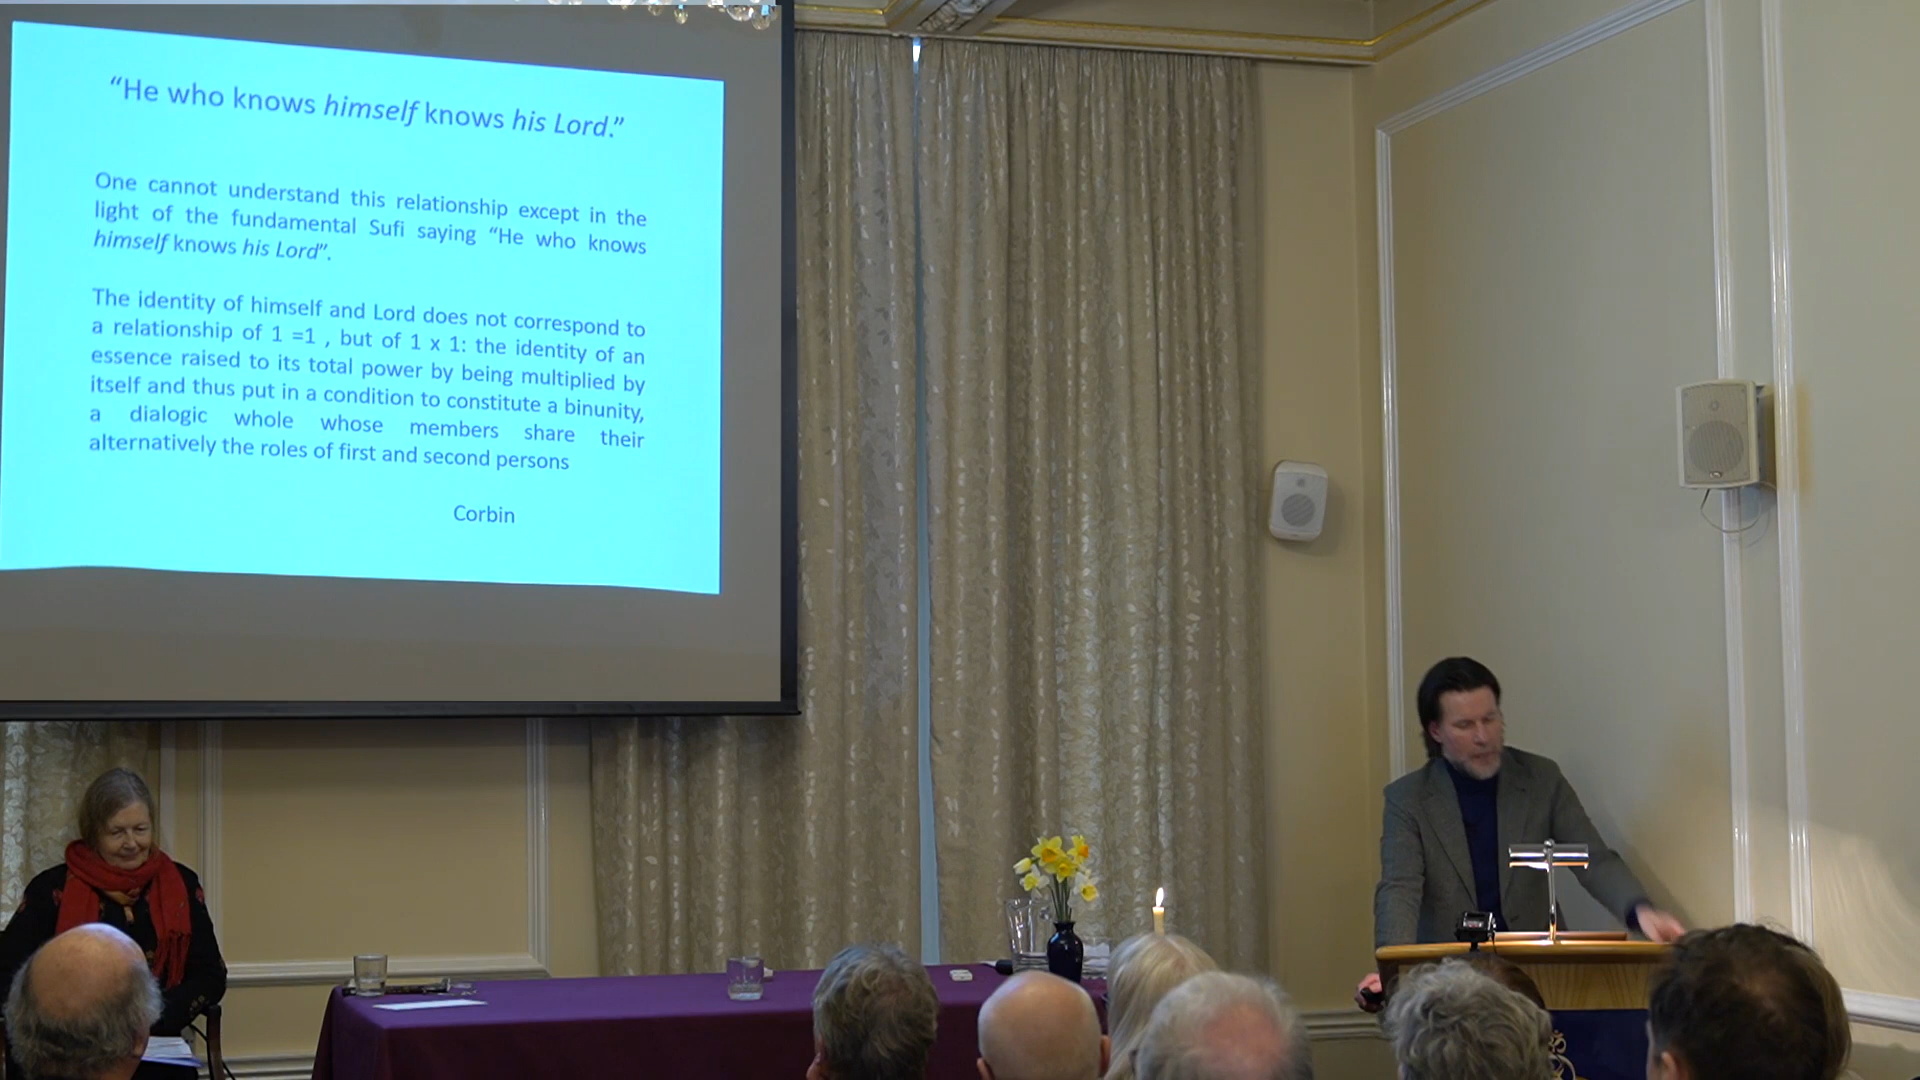 “He who knows himself knows his Lord.”
One cannot understand this relationship except in the
light of the fundamental Sufi saying “He who knows
himself knows his Lord”.
The identity of himself and Lord does not correspond to
a relationship of 1 =1 , but of 1 x 1: the identity of an
essence raised to its total power by being multiplied by
itself and thus put in a condition to constitute a binunity,
a dialogic whole whose members share their
alternatively the roles of first and second persons
Corbin